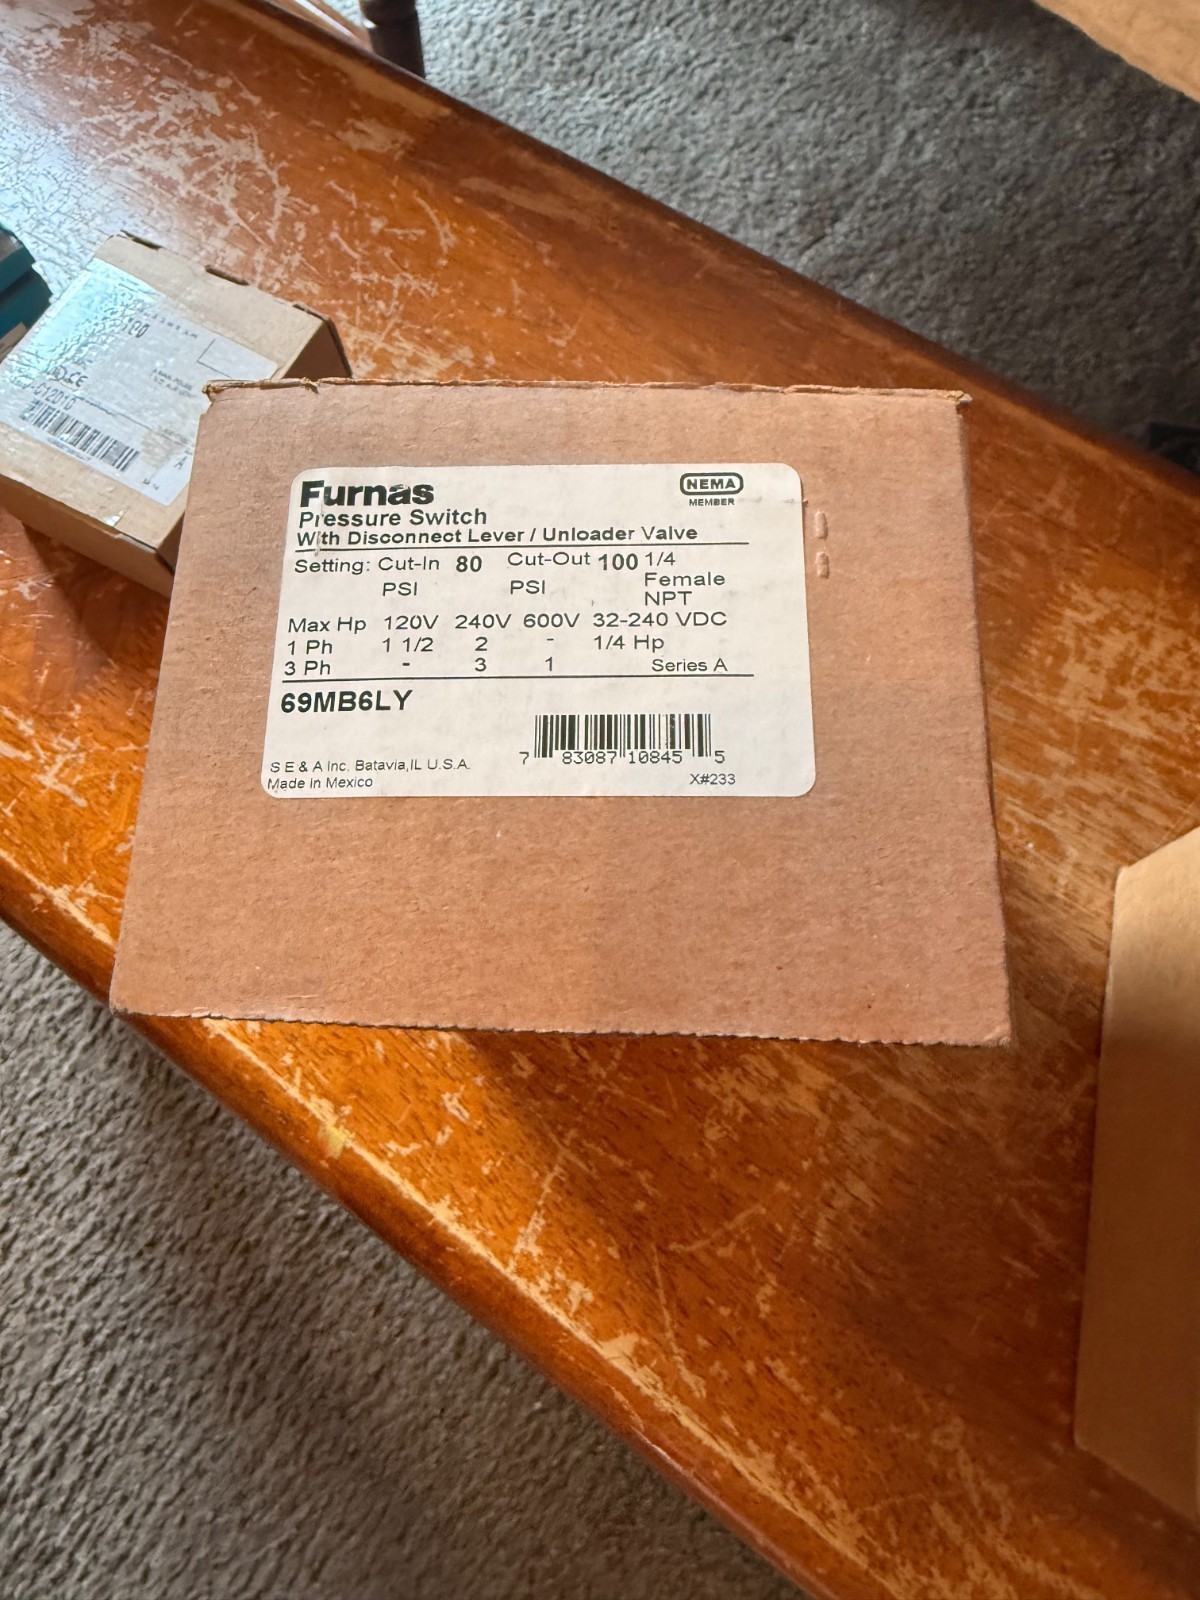 Furnas
NEMA
MEMBER
Pressure Switch
With Disconnect Lever / Unloader Valve
Setting: Cut-In 80 Cut-Out 100 1/4
PSI PSI Female
NPT
Max Hp 120V 240V 600V 32-240 VDC
1 Ph 1 1/2 2 - 1/4 Hp
3 Ph - 3 1 Series A
69MB6LY
7 83087 10845 5
S E & A Inc. Batavia,IL U.S.A.
Made in Mexico
X#233